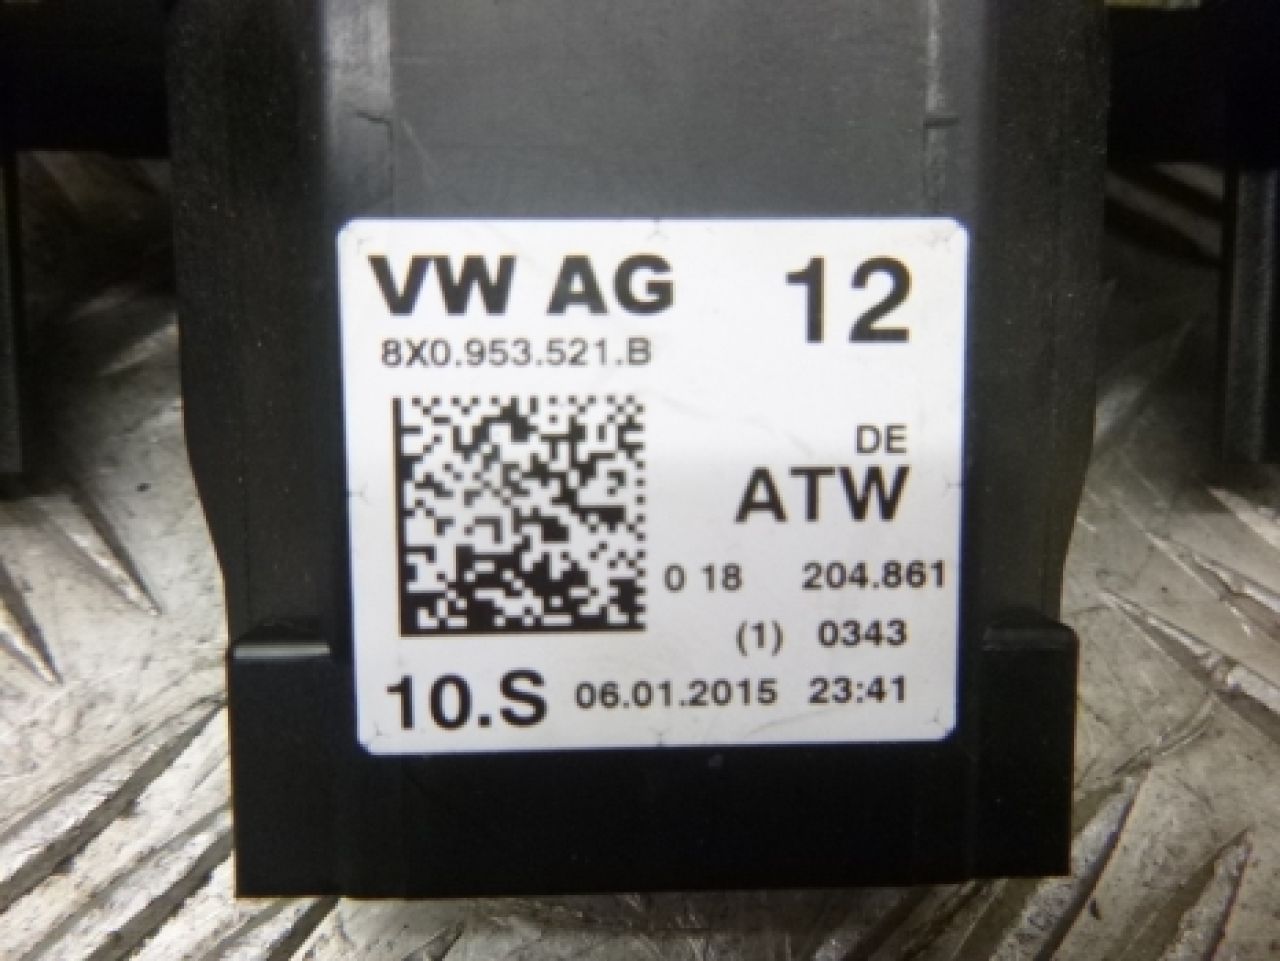 VW AG 12
8X0.953.521.B
DE
ATW
0 18 204.861
(1) 0343
10.S 06.01.2015 23:41